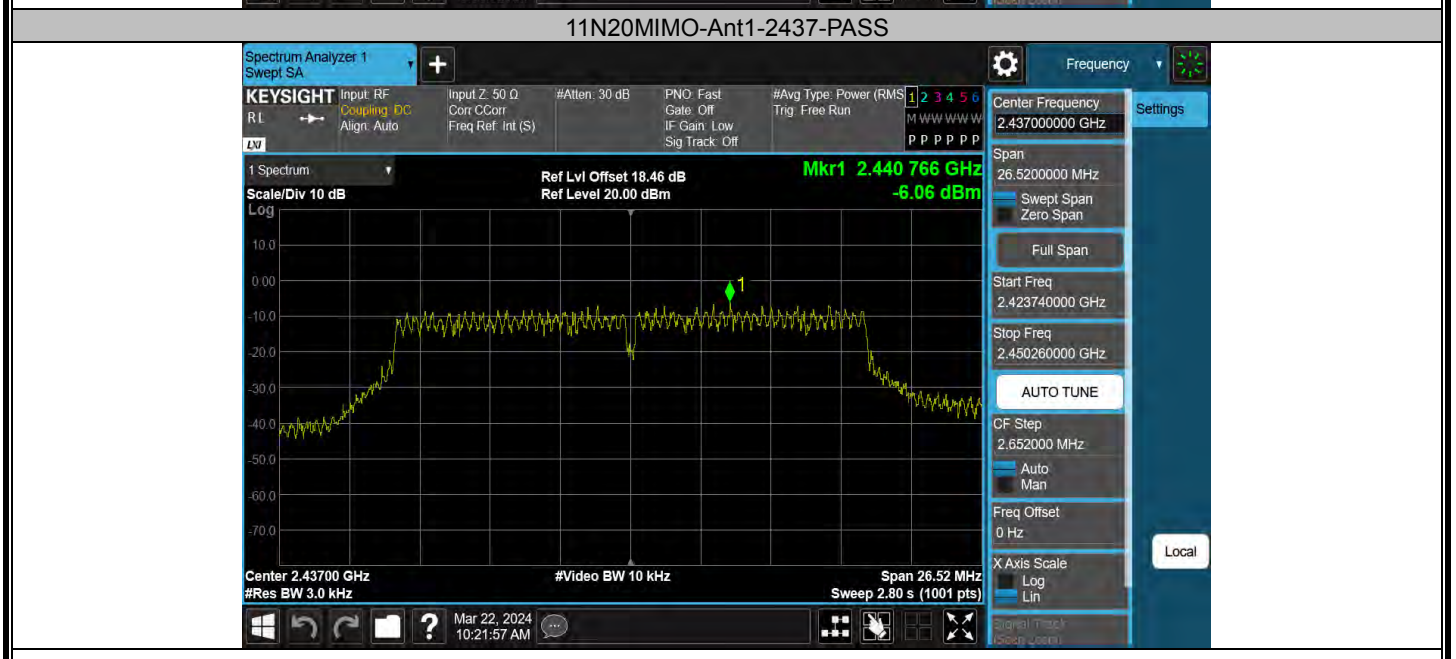 11N20MIMO-Ant1-2437-PASS
Spectrum Analyzer 1
Swept SA
Frequency
KEYSIGHT
Input: RF
Coupling: DC
Align: Auto
RL
LXI
Input Z: 50 Ω
Corr CCorr
Freq Ref: Int (S)
#Atten: 30 dB
PNO: Fast
Gate: Off
IF Gain: Low
Sig Track: Off
#Avg Type: Power (RMS
Trig: Free Run
1 2 3 4 5 6
M W W W W W
P P P P P P
1 Spectrum
Scale/Div 10 dB
Log
Ref Lvl Offset 18.46 dB
Ref Level 20.00 dBm
Mkr1 2.440 766 GHz
-6.06 dBm
10.0
0.00
-10.0
-20.0
-30.0
-40.0
-50.0
-60.0
-70.0
1
Center 2.43700 GHz
#Res BW 3.0 kHz
#Video BW 10 kHz
Span 26.52 MHz
Sweep 2.80 s (1001 pts)
Mar 22, 2024
10:21:57 AM
Center Frequency
2.437000000 GHz
Span
26.5200000 MHz
Swept Span
Zero Span
Full Span
Start Freq
2.423740000 GHz
Stop Freq
2.450260000 GHz
AUTO TUNE
CF Step
2.652000 MHz
Auto
Man
Freq Offset
0 Hz
X Axis Scale
Log
Lin
Signal Track
(Span Zoom)
Settings
Local